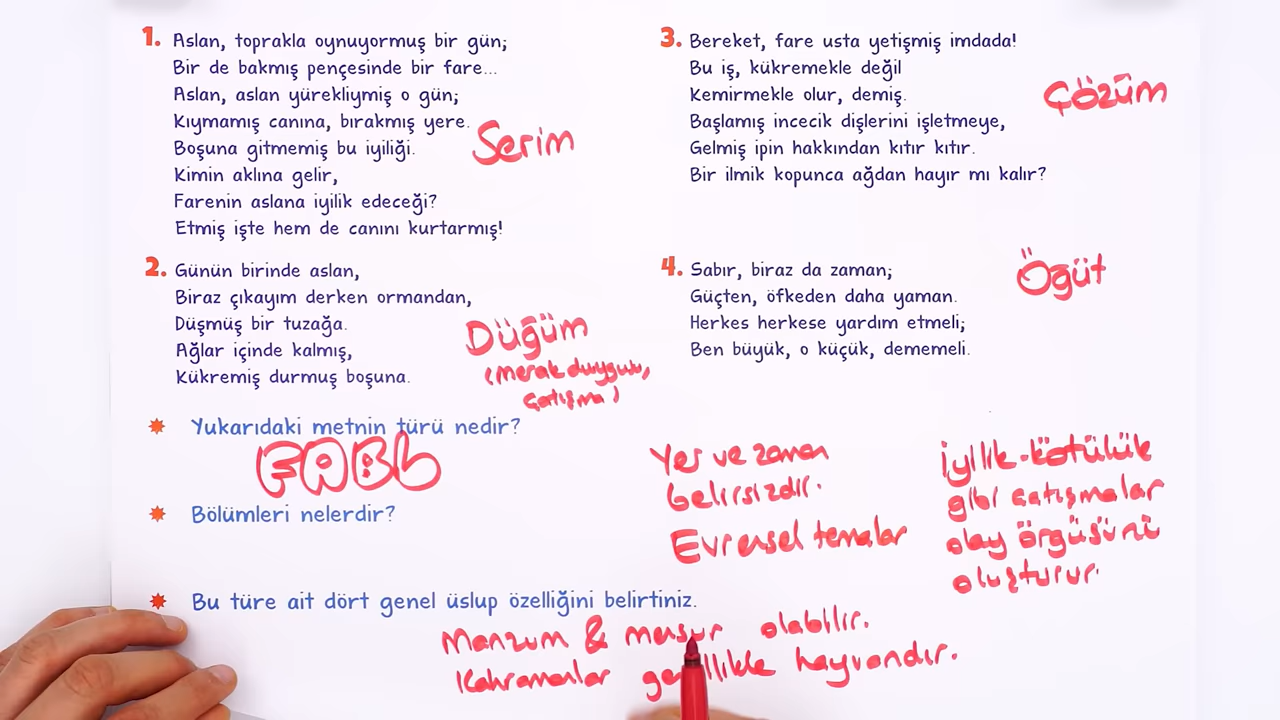 1. Aslan, toprakla oynuyormuş bir gün;
Bir de bakmış pençesinde bir fare...
Aslan, aslan yürekliymiş o gün;
Kıymamış canına, bırakmış yere.
Boşuna gitmemiş bu iyiliği.
Kimin aklına gelir,
Farenin aslana iyilik edeceği?
Etmiş işte hem de canını kurtarmış!
Serim
2. Günün birinde aslan,
Biraz çıkayım derken ormandan,
Düşmüş bir tuzağa.
Ağlar içinde kalmış,
Kükremiş durmuş boşuna.
Düğüm
(merak duygusu,
çatışma)
3. Bereket, fare usta yetişmiş imdada!
Bu iş, kükremekle değil
Kemirmekle olur, demiş.
Başlamış incecik dişlerini işletmeye,
Gelmiş ipin hakkından kıtır kıtır.
Bir ilmik kopunca ağdan hayır mı kalır?
Çözüm
4. Sabır, biraz da zaman;
Güçten, öfkeden daha yaman.
Herkes herkese yardım etmeli;
Ben büyük, o küçük, dememeli.
Öğüt
Yukarıdaki metnin türü nedir?
FABL
Bölümleri nelerdir?
Yer ve zaman
belirsizdir.
Evrensel temalar
İyilik-kötülük
gibi çatışmalar
olay örgüsünü
oluşturur.
Bu türe ait dört genel üslup özelliğini belirtiniz.
Manzum & mensur olabilir.
Kahramanlar genellikle hayvandır.